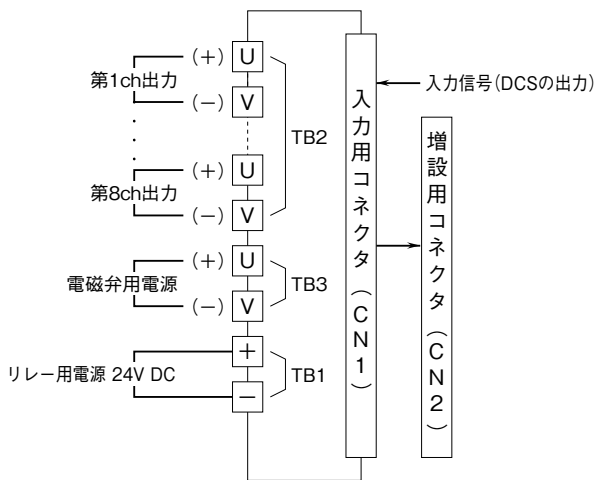 (+) U
第1ch出力
(−) V
TB2
(+) U
第8ch出力
(−) V
(+) U
電磁弁用電源
TB3
(−) V
+
リレー用電源 24V DC
TB1
−
入力用コネクタ(CN1)
入力信号(DCSの出力)
増設用コネクタ(CN2)